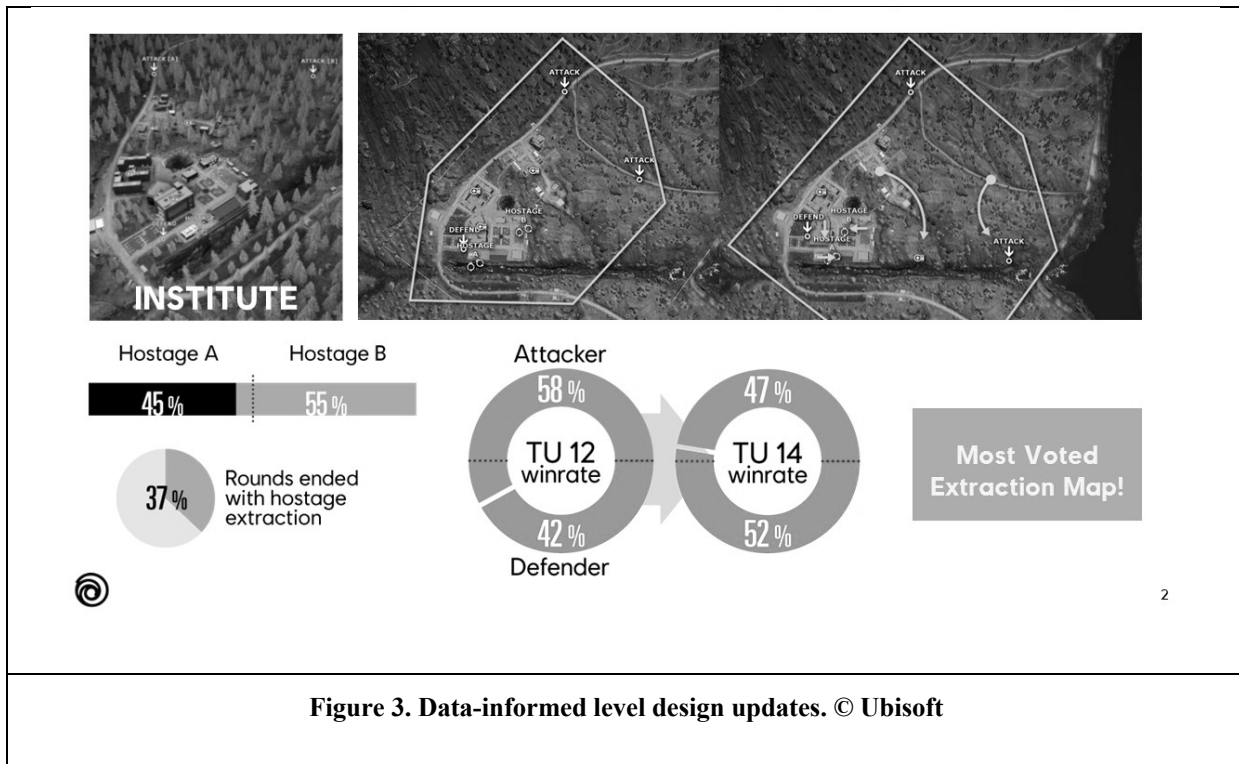 ATTACK [A]
ATTACK [B]
DEFEND
INSTITUTE
ATTACK
ATTACK
HOSTAGE
B
DEFEND
HOSTAGE
A
ATTACK
HOSTAGE
B
DEFEND
HOSTAGE
A
ATTACK
Hostage A
Hostage B
45 %
55 %
37 %
Rounds ended
with hostage
extraction
Attacker
58 %
TU 12
winrate
42 %
Defender
47 %
TU 14
winrate
52 %
Most Voted
Extraction Map!
2
Figure 3. Data-informed level design updates. © Ubisoft